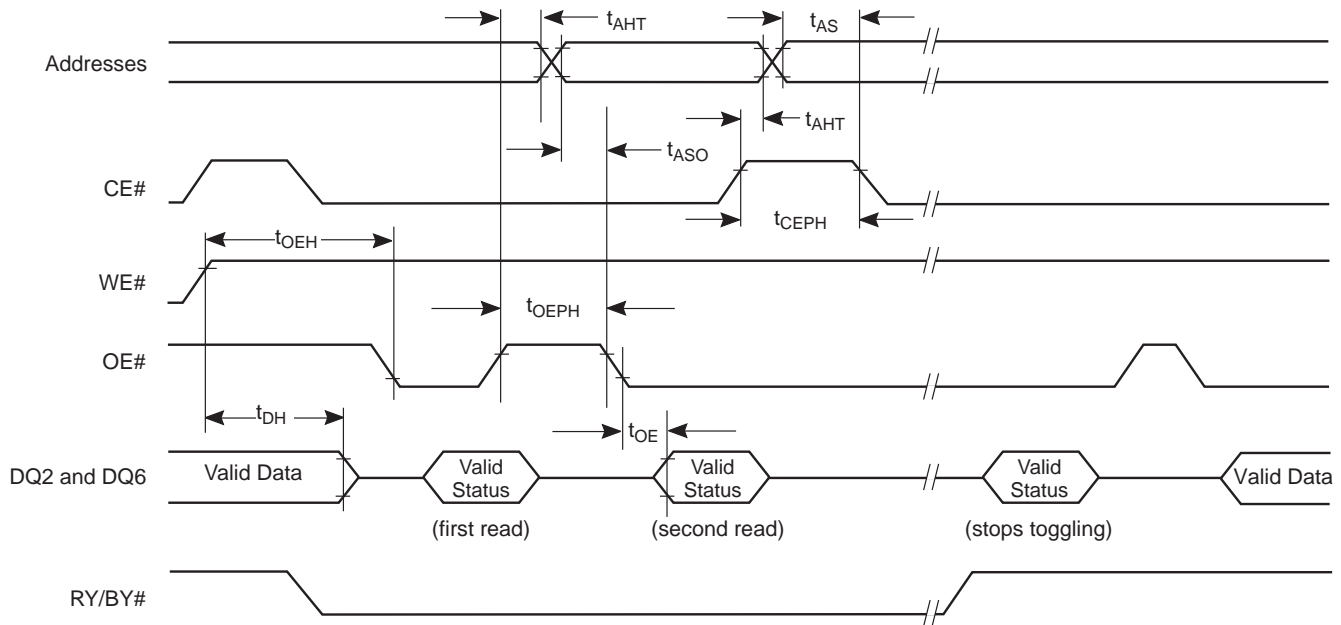 tAHT
tAS
Addresses
tAHT
tASO
CE#
tCEPH
tOEH
WE#
tOEPH
OE#
tDH
tOE
DQ2 and DQ6
Valid Data
Valid
Status
Valid
Status
Valid
Status
Valid Data
(first read)
(second read)
(stops toggling)
RY/BY#